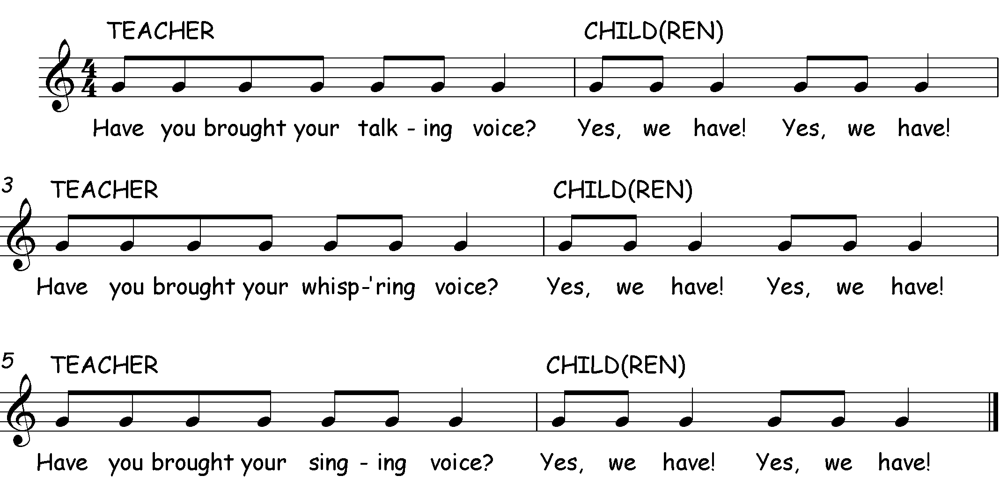 TEACHER CHILD(REN)
4
4
Have you brought your talk - ing voice? Yes, we have! Yes, we have!
3 TEACHER CHILD(REN)
Have you brought your whisp-'ring voice? Yes, we have! Yes, we have!
5 TEACHER CHILD(REN)
Have you brought your sing - ing voice? Yes, we have! Yes, we have!